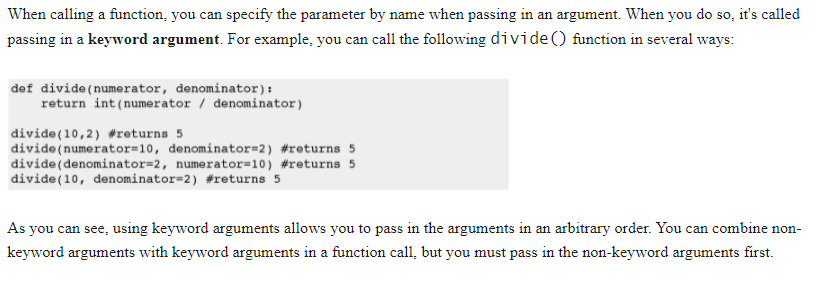 When calling a function, you can specify the parameter by name when passing in an argument. When you do so, it's called
passing in a keyword argument. For example, you can call the following divide() function in several ways:
def divide(numerator, denominator):
    return int(numerator / denominator)
divide(10,2) #returns 5
divide(numerator=10, denominator=2) #returns 5
divide(denominator=2, numerator=10) #returns 5
divide(10, denominator=2) #returns 5
As you can see, using keyword arguments allows you to pass in the arguments in an arbitrary order. You can combine non-
keyword arguments with keyword arguments in a function call, but you must pass in the non-keyword arguments first.